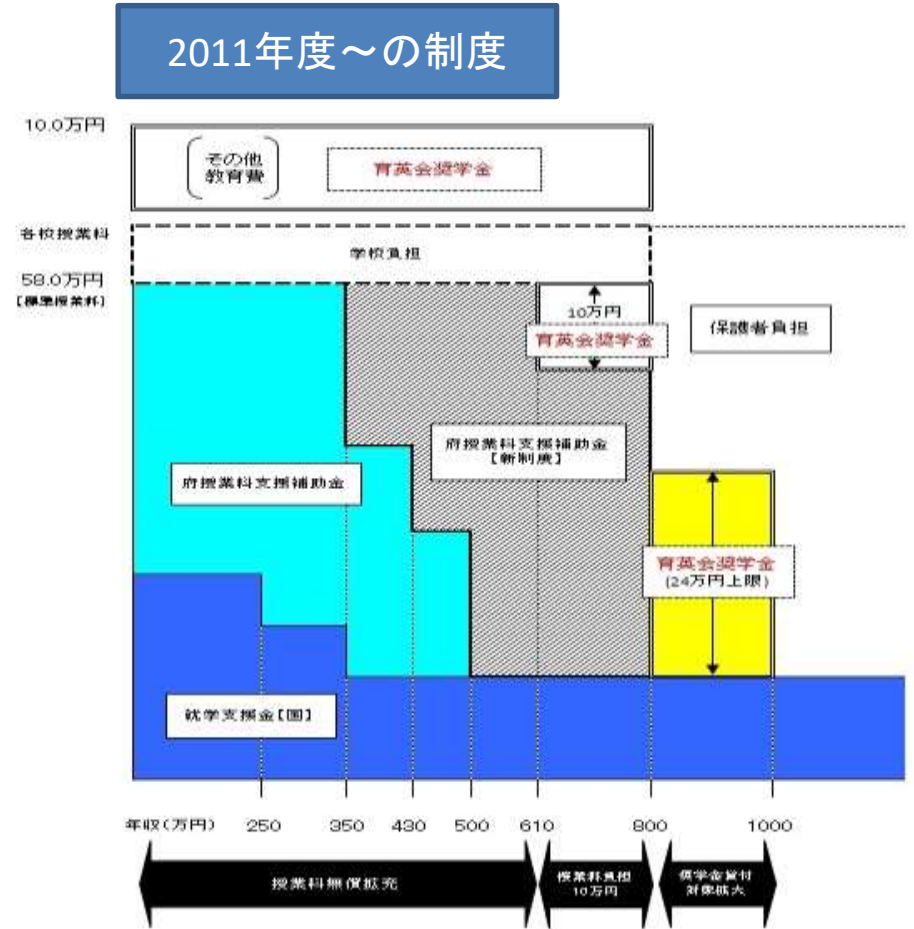 2011年度～の制度
10.0万円
その他
教育費
育英会奨学金
各校授業料
学校負担
58.0万円
【標準授業料】
10万円
育英会奨学金
保護者負担
府授業料支援補助金
【新制度】
府授業料支援補助金
育英会奨学金
(24万円上限)
就学支援金【国】
年収(万円) 250 350 430 500 610 800 1000
授業料無償拡充
授業料負担
10万円
奨学金貸付
対象拡大